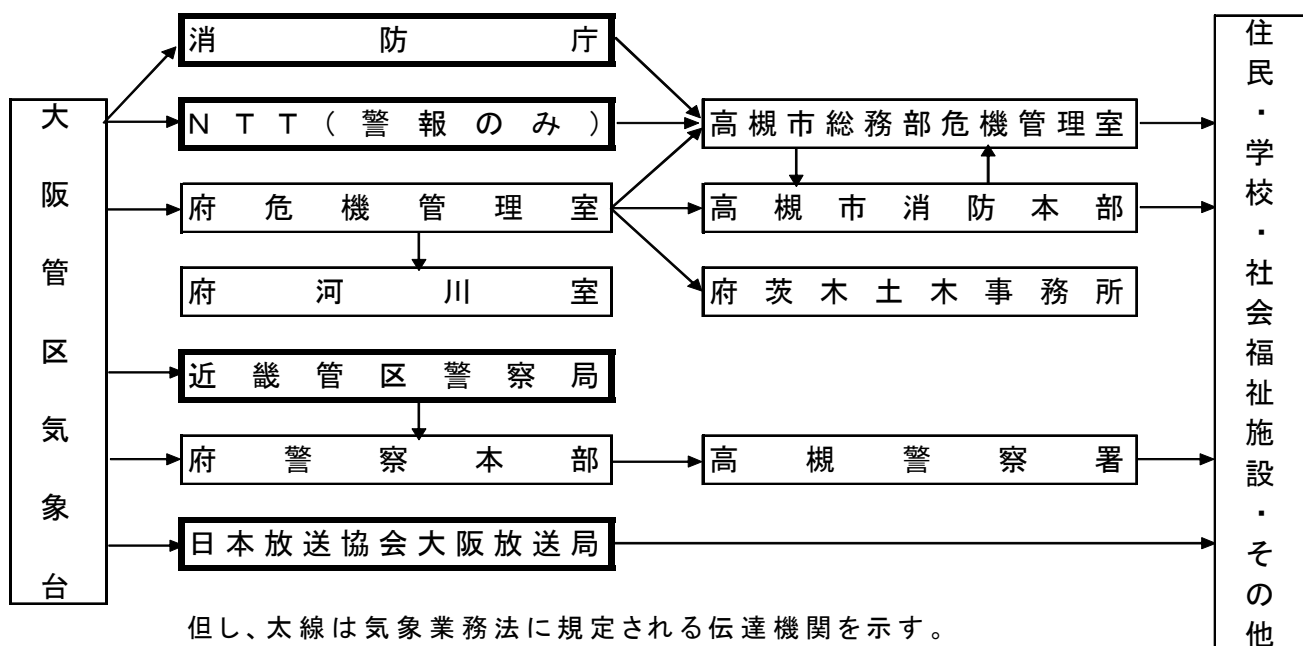 大阪管区気象台
消防庁
NTT(警報のみ)
府危機管理室
府河川室
近畿管区警察局
府警察本部
日本放送協会大阪放送局
高槻市総務部危機管理室
高槻市消防本部
府茨木土木事務所
高槻警察署
住民・学校・社会福祉施設・その他
但し、太線は気象業務法に規定される伝達機関を示す。